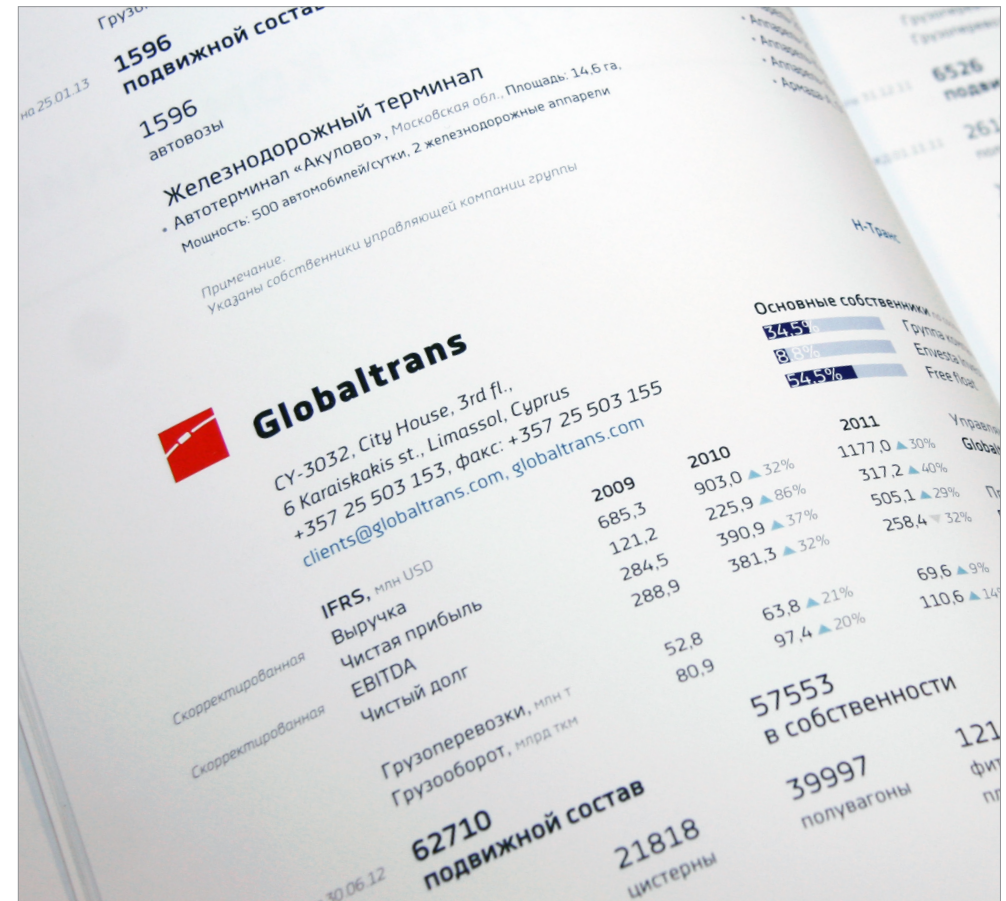 1596
подвижной состав
на 25.01.13
1596
автовозы
Железнодорожный терминал
• Автотерминал «Акулово», Московская обл., Площадь: 14,6 га,
Мощность: 500 автомобилей/сутки, 2 железнодорожные аппарели
Примечание.
Указаны собственники управляющей компании группы
Н-Транс
Основные собственники
34,5% Группа
8,8% Envesta
54,5% Free float
Globaltrans
CY-3032, City House, 3rd fl.,
6 Karaiskakis st., Limassol, Cyprus
+357 25 503 153, факс: +357 25 503 155
clients@globaltrans.com, globaltrans.com
IFRS, млн USD 2009 2010 2011
Выручка 685,3 903,0 ▲32% 1177,0 ▲30%
Скорректированная Чистая прибыль 121,2 225,9 ▲86% 317,2 ▲40%
Скорректированная EBITDA 284,5 390,9 ▲37% 505,1 ▲29%
Чистый долг 288,9 381,3 ▲32% 258,4 ▼32%
Грузоперевозки, млн т 52,8 63,8 ▲21% 69,6 ▲9%
Грузооборот, млрд ткм 80,9 97,4 ▲20% 110,6 ▲14%
30.06.12
62710
подвижной состав
57553
в собственности
21818
цистерны
39997
полувагоны
121
6526